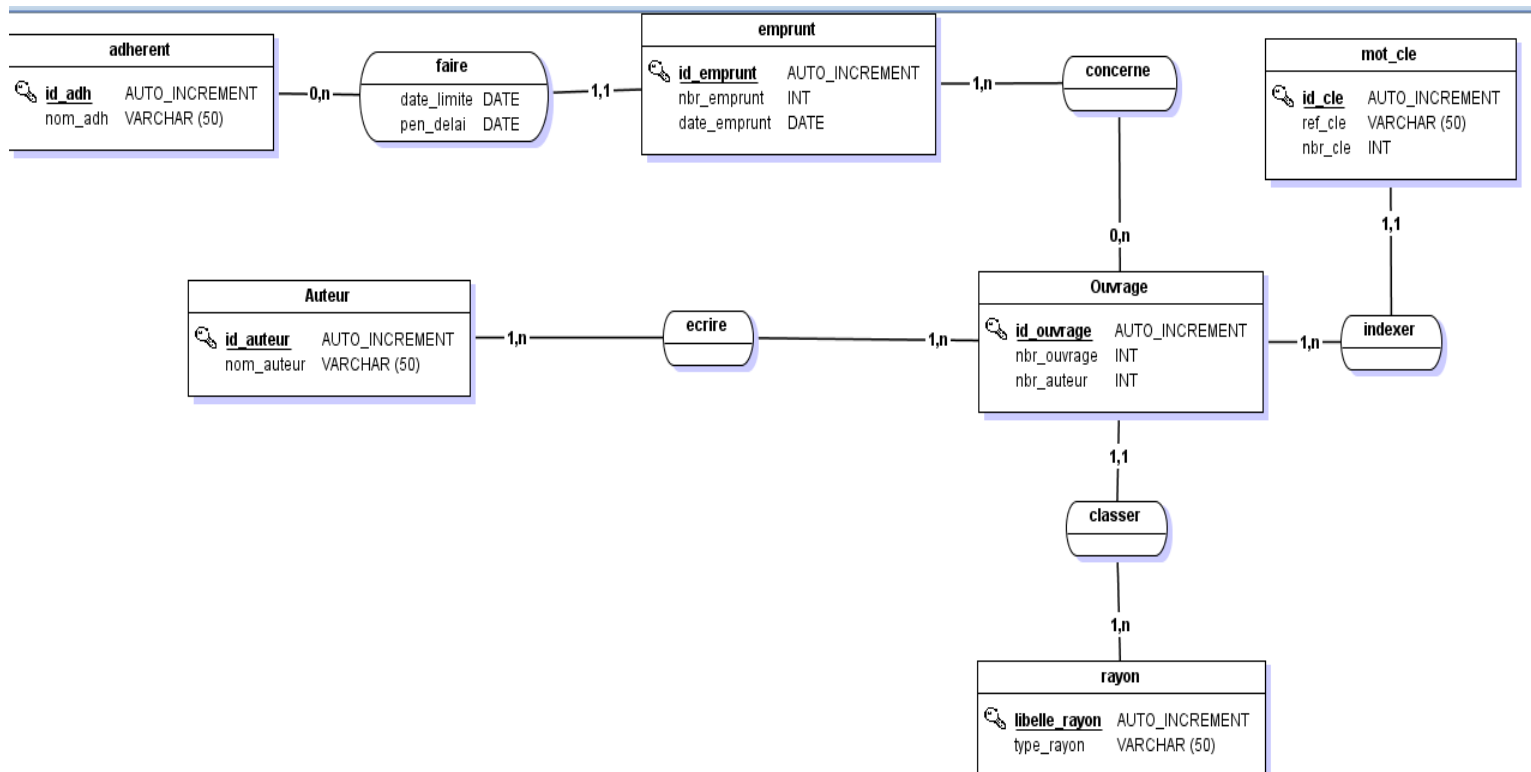 adherent
id_adh AUTO_INCREMENT
nom_adh VARCHAR (50)
0,n
faire
date_limite DATE
pen_delai DATE
1,1
emprunt
id_emprunt AUTO_INCREMENT
nbr_emprunt INT
date_emprunt DATE
1,n
concerne
0,n
mot_cle
id_cle AUTO_INCREMENT
ref_cle VARCHAR (50)
nbr_cle INT
1,1
Auteur
id_auteur AUTO_INCREMENT
nom_auteur VARCHAR (50)
1,n
ecrire
1,n
Ouvrage
id_ouvrage AUTO_INCREMENT
nbr_ouvrage INT
nbr_auteur INT
1,n
indexer
1,1
classer
1,n
rayon
libelle_rayon AUTO_INCREMENT
type_rayon VARCHAR (50)